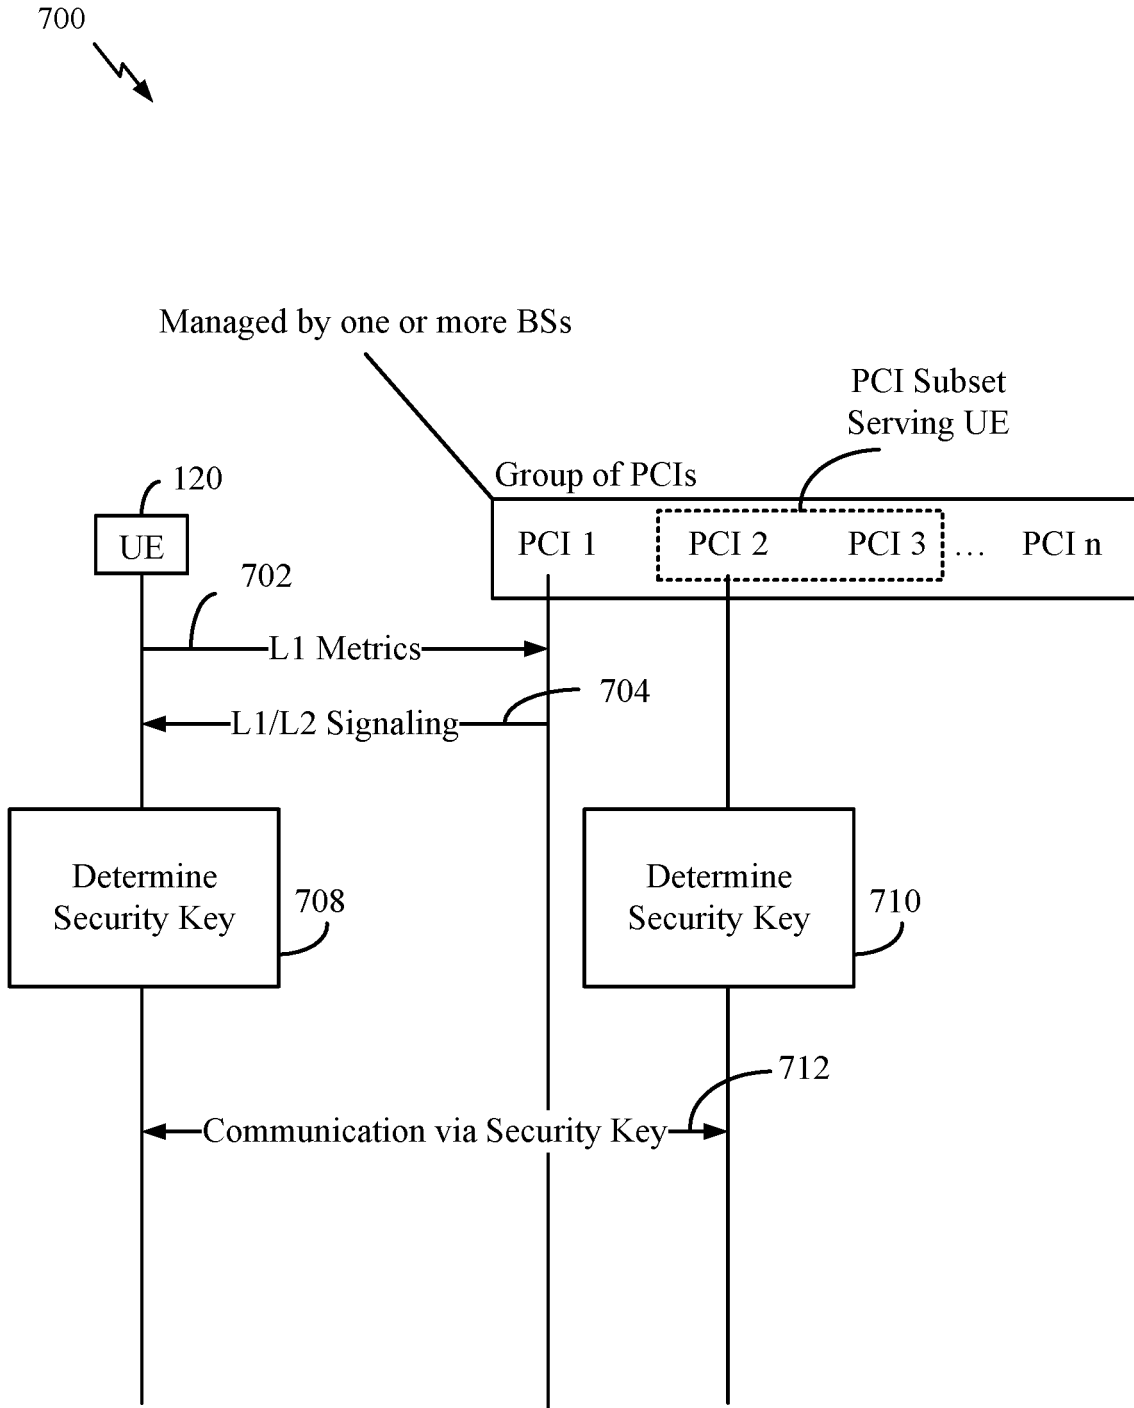 700
Managed by one or more BSs
PCI Subset
Serving UE
120
Group of PCIs
UE
PCI 1
PCI 2
PCI 3
...
PCI n
702
L1 Metrics
704
L1/L2 Signaling
Determine
Security Key
708
Determine
Security Key
710
712
Communication via Security Key